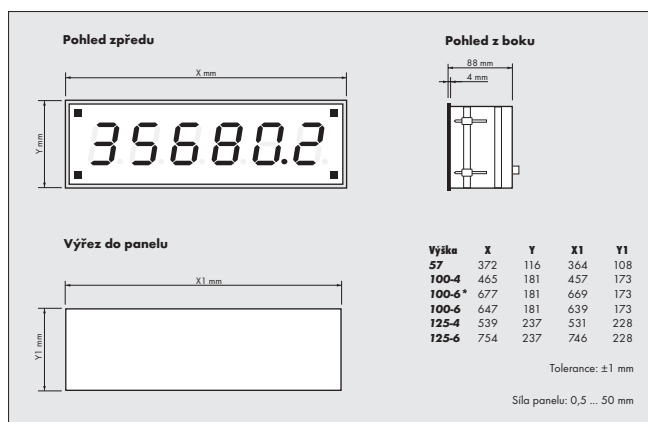 Pohled zpředu
X mm
Y mm
35680.2
Pohled z boku
88 mm
4 mm
Výřez do panelu
X1 mm
Y1 mm
Výška X Y X1 Y1
57 372 116 364 108
100-4 465 181 457 173
100-6* 677 181 669 173
100-6 647 181 639 173
125-4 539 237 531 228
125-6 754 237 746 228
Tolerance: ±1 mm
Síla panelu: 0,5 ... 50 mm